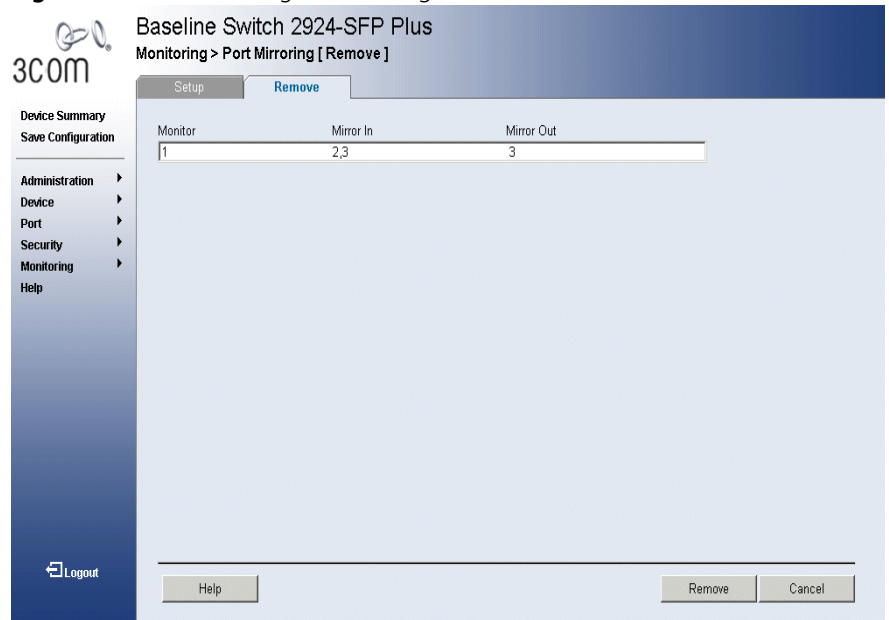 Baseline Switch 2924-SFP Plus
Monitoring > Port Mirroring [ Remove ]
3COM
Setup
Remove
Device Summary
Save Configuration
Administration
Device
Port
Security
Monitoring
Help
Logout
Monitor Mirror In Mirror Out
1 2,3 3
Help
Remove
Cancel